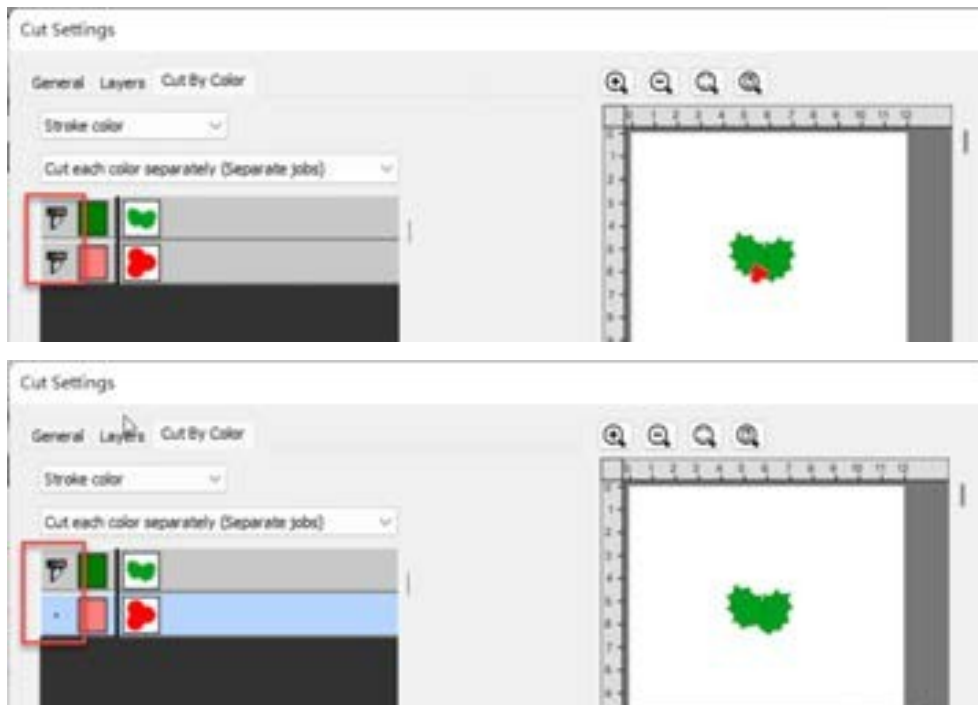 Cut Settings
General Layers Cut By Color
Stroke color
Cut each color separately (Separate jobs)
Cut Settings
General Layers Cut By Color
Stroke color
Cut each color separately (Separate jobs)